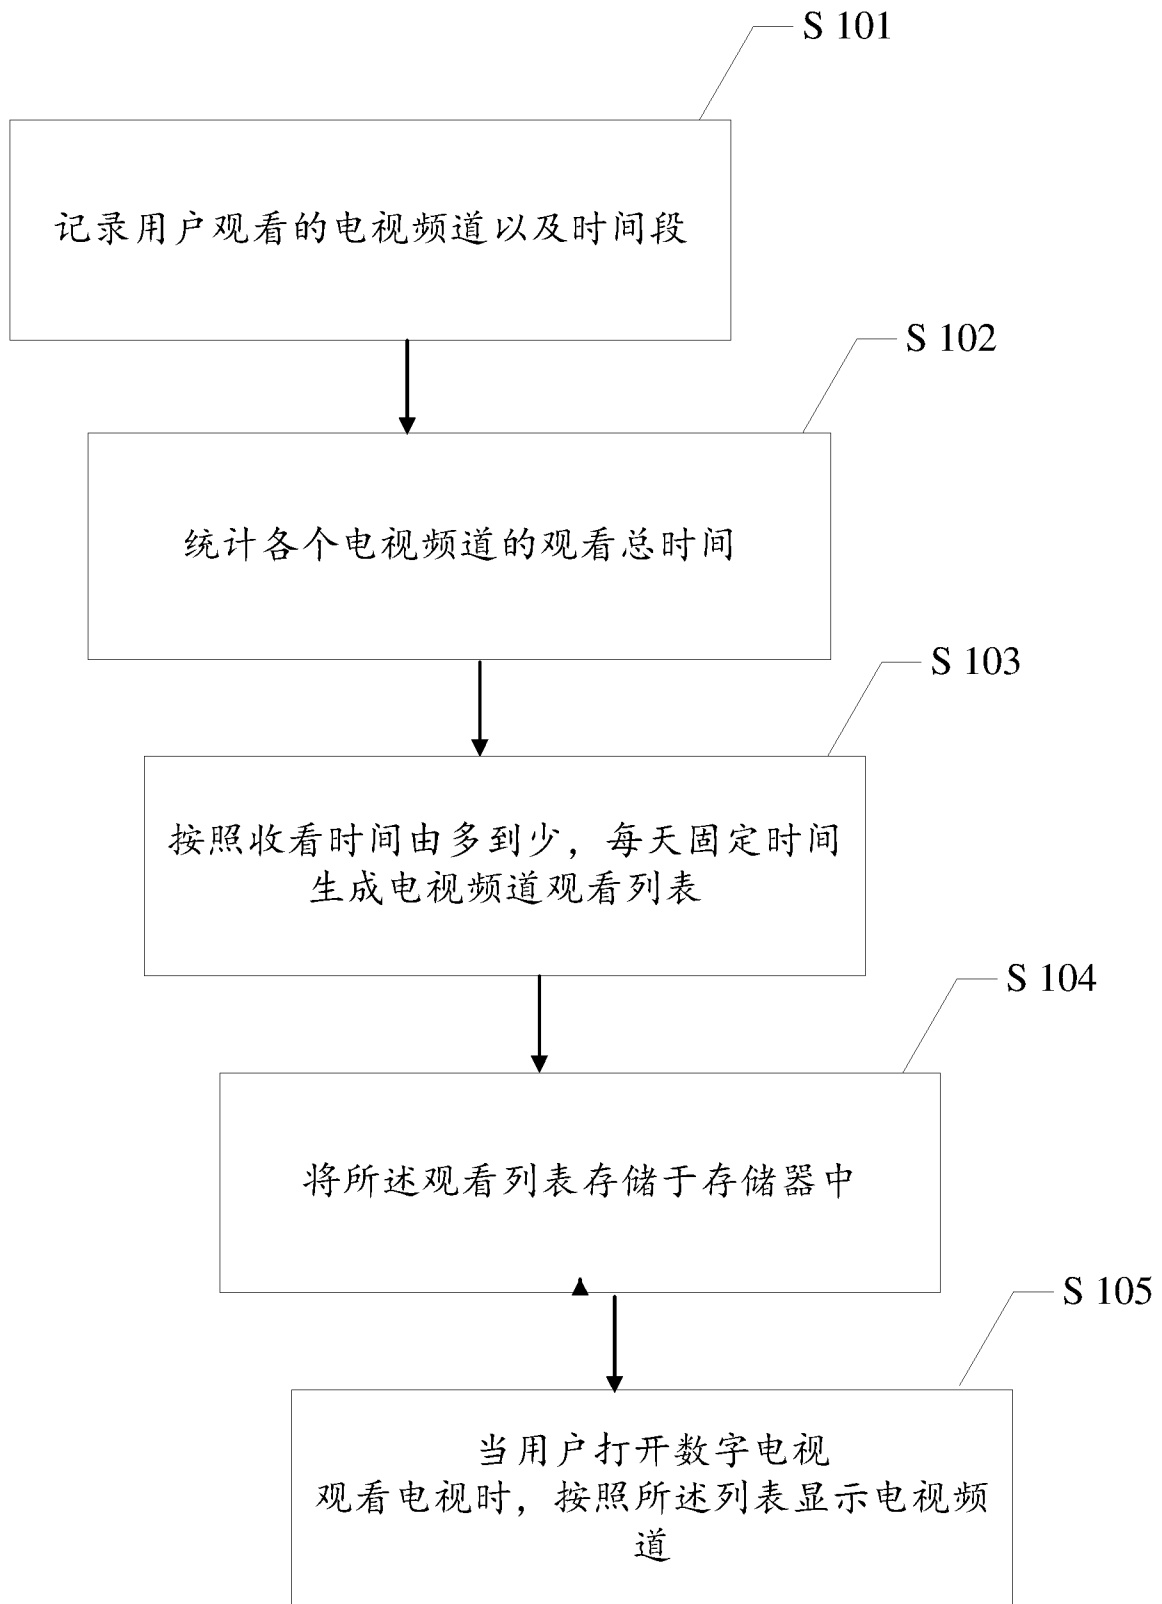 S 101
记录用户观看的电视频道以及时间段
S 102
统计各个电视频道的观看总时间
S 103
按照收看时间由多到少，每天固定时间
生成电视频道观看列表
S 104
将所述观看列表存储于存储器中
S 105
当用户打开数字电视
观看电视时，按照所述列表显示电视频
道